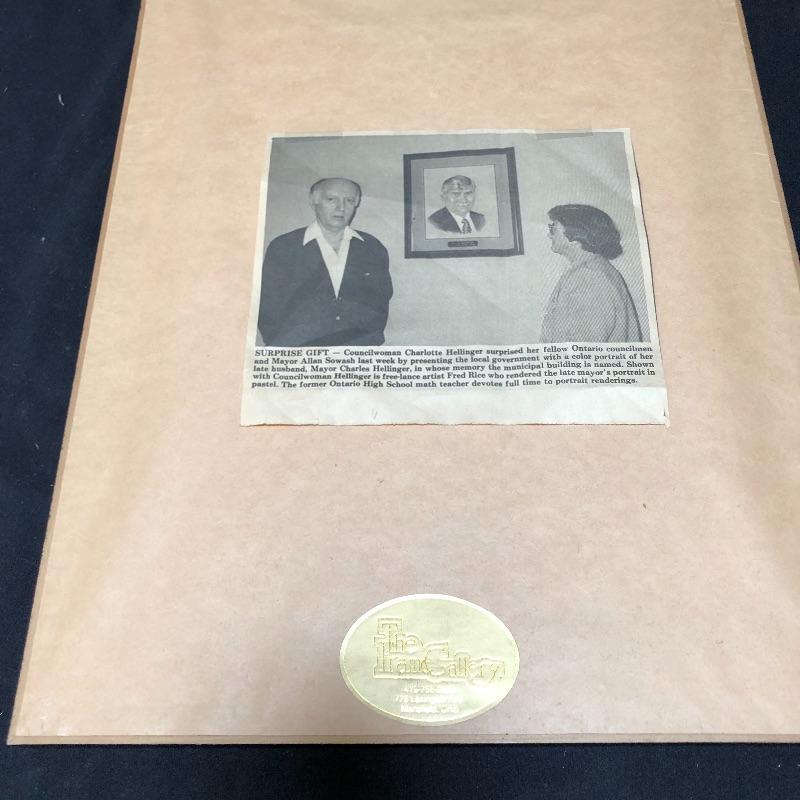 SURPRISE GIFT — Councilwoman Charlotte Hellinger surprised her fellow Ontario councilmen
and Mayor Allan Sowash last week by presenting the local government with a color portrait of her
late husband, Mayor Charles Hellinger, in whose memory the municipal building is named. Shown
with Councilwoman Hellinger is free-lance artist Fred Rice who rendered the late mayor's portrait in
pastel. The former Ontario High School math teacher devotes full time to portrait renderings.
The
Gallery